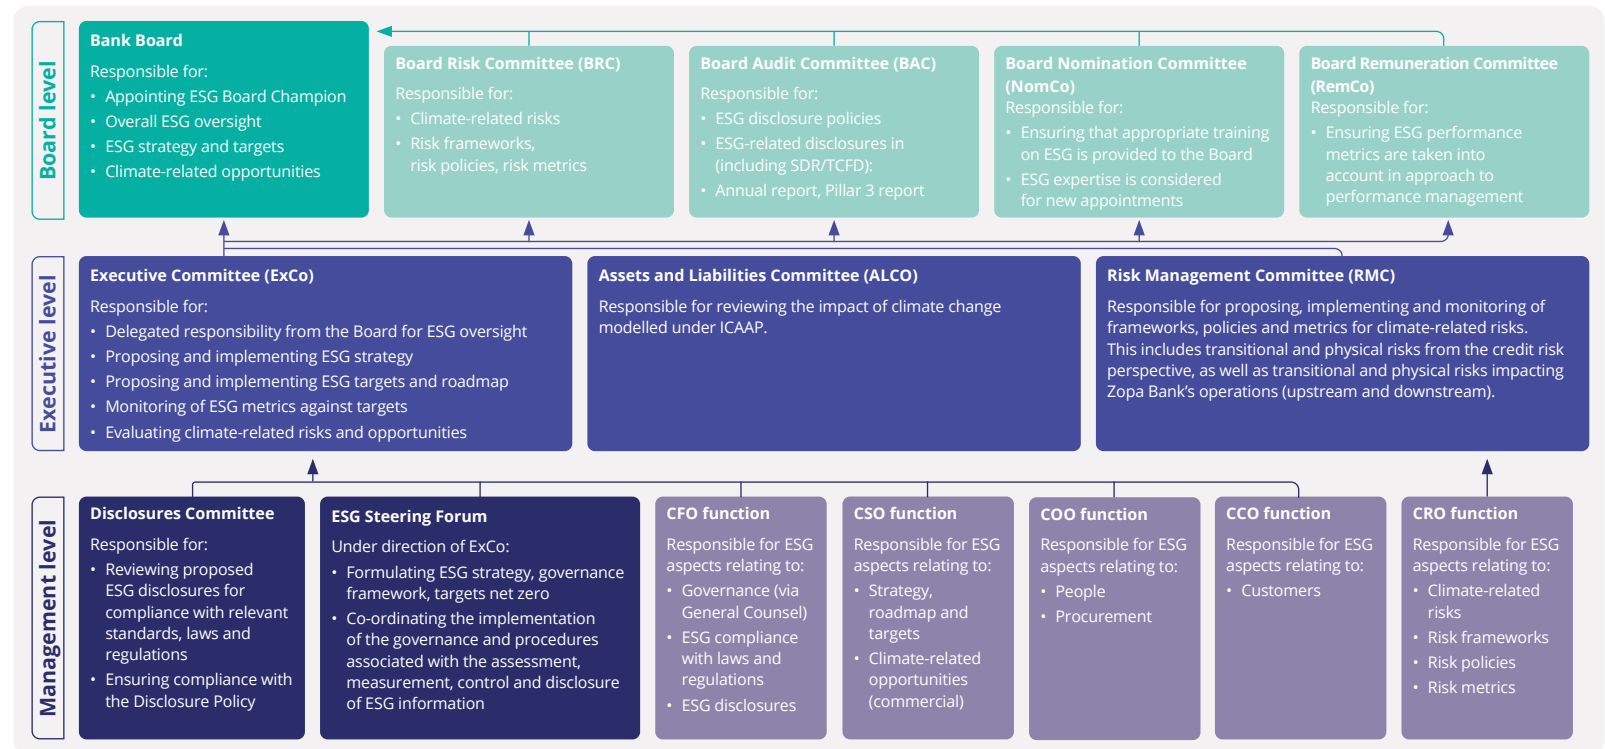 Board level
Bank Board
Responsible for:
• Appointing ESG Board Champion
• Overall ESG oversight
• ESG strategy and targets
• Climate-related opportunities
Board Risk Committee (BRC)
Responsible for:
• Climate-related risks
• Risk frameworks,
risk policies, risk metrics
Board Audit Committee (BAC)
Responsible for:
• ESG disclosure policies
• ESG-related disclosures in
(including SDR/TCFD):
• Annual report, Pillar 3 report
Board Nomination Committee
(NomCo)
Responsible for:
• Ensuring that appropriate training
on ESG is provided to the Board
• ESG expertise is considered
for new appointments
Board Remuneration Committee
(RemCo)
Responsible for:
• Ensuring ESG performance
metrics are taken into
account in approach to
performance management
Executive level
Executive Committee (ExCo)
Responsible for:
• Delegated responsibility from the Board for ESG oversight
• Proposing and implementing ESG strategy
• Proposing and implementing ESG targets and roadmap
• Monitoring of ESG metrics against targets
• Evaluating climate-related risks and opportunities
Assets and Liabilities Committee (ALCO)
Responsible for reviewing the impact of climate change
modelled under ICAAP.
Risk Management Committee (RMC)
Responsible for proposing, implementing and monitoring of
frameworks, policies and metrics for climate-related risks.
This includes transitional and physical risks from the credit risk
perspective, as well as transitional and physical risks impacting
Zopa Bank's operations (upstream and downstream).
Management level
Disclosures Committee
Responsible for:
• Reviewing proposed
ESG disclosures for
compliance with relevant
standards, laws and
regulations
• Ensuring compliance with
the Disclosure Policy
ESG Steering Forum
Under direction of ExCo:
• Formulating ESG strategy, governance
framework, targets net zero
• Co-ordinating the implementation
of the governance and procedures
associated with the assessment,
measurement, control and disclosure
of ESG information
CFO function
Responsible for ESG
aspects relating to:
• Governance (via
General Counsel)
• ESG compliance
with laws and
regulations
• ESG disclosures
CSO function
Responsible for ESG
aspects relating to:
• Strategy,
roadmap and
targets
• Climate-related
opportunities
(commercial)
COO function
Responsible for ESG
aspects relating to:
• People
• Procurement
CCO function
Responsible for ESG
aspects relating to:
• Customers
CRO function
Responsible for ESG
aspects relating to:
• Climate-related
risks
• Risk frameworks
• Risk policies
• Risk metrics